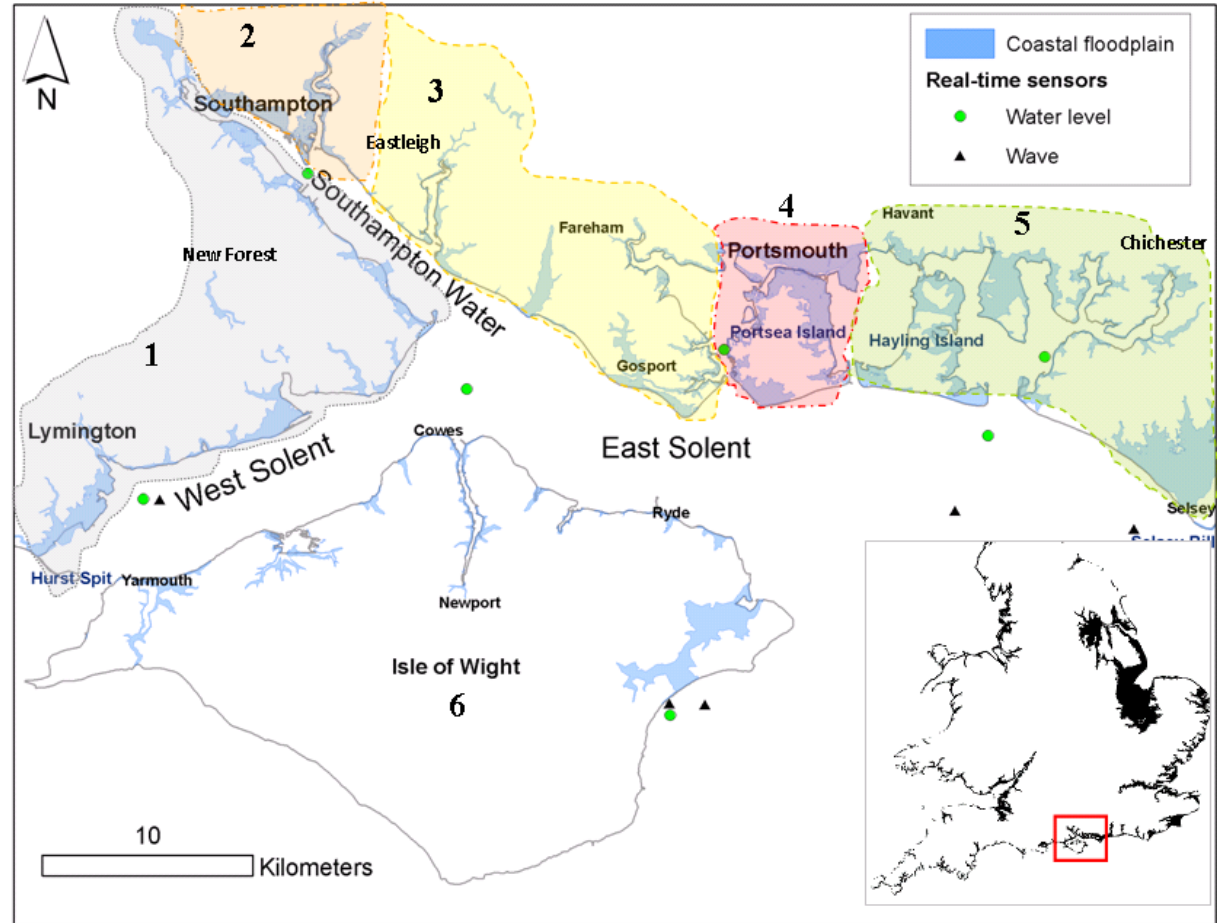 2
Coastal floodplain
Real-time sensors
Water level
Wave
N
3
Southampton
Eastleigh
Southampton Water
4
Havant
5
Chichester
Fareham
Portsmouth
New Forest
Portsea Island
Hayling Island
1
Gosport
Lymington
Cowes
East Solent
West Solent
Ryde
Selsey
Selsey Bill
Hurst Spit
Yarmouth
Newport
Isle of Wight
6
10
Kilometers